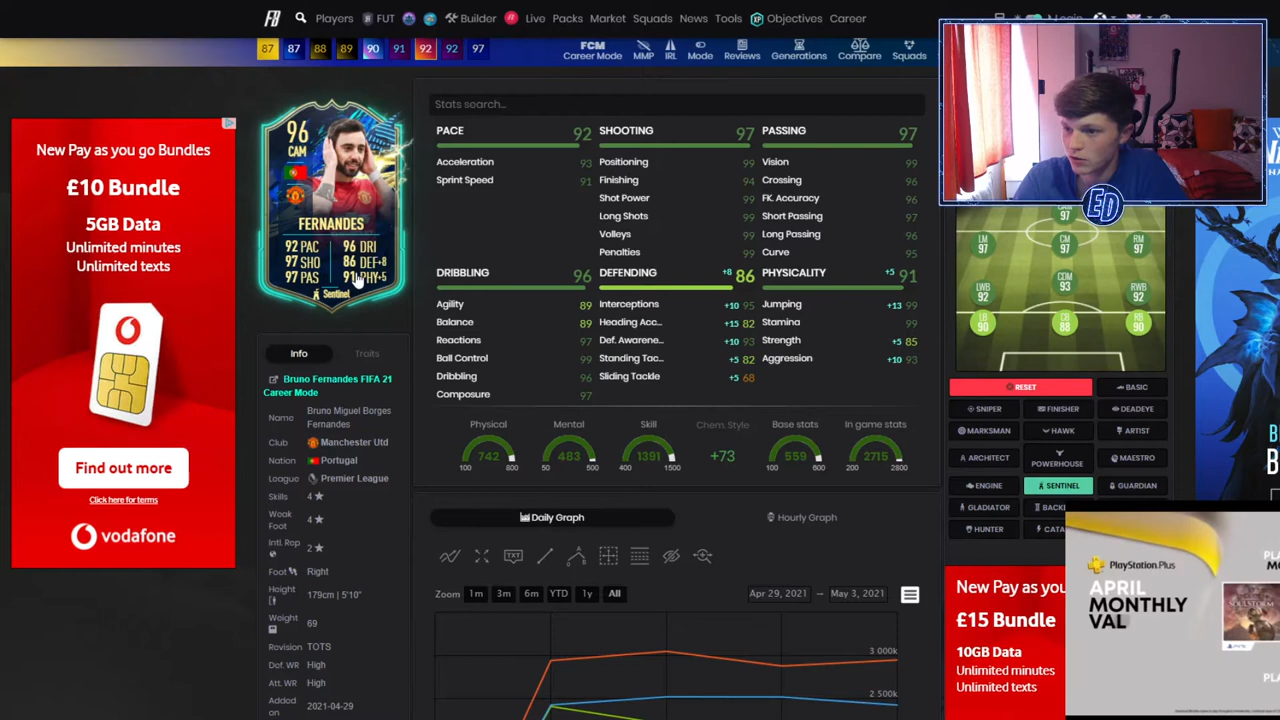 FB
Players
FUT
Builder
Live
Packs
Market
Squads
News
Tools
XP
Objectives
Career
87
87
88
89
90
91
92
92
97
FCM
Career Mode
MMP
IRL
Mode
Reviews
Generations
Compare
Squads
New Pay as you go Bundles
£10 Bundle
5GB Data
Unlimited minutes
Unlimited texts
Find out more
Click here for terms
vodafone
96
CAM
FERNANDES
92 PAC
96 DRI
97 SHO
86 DEF+8
97 PAS
91 PHY+5
Sentinel
Stats search...
PACE 92
Acceleration 93
Sprint Speed 91
SHOOTING 97
Positioning 99
Finishing 94
Shot Power 99
Long Shots 99
Volleys 99
Penalties 99
PASSING 97
Vision 99
Crossing 96
FK. Accuracy 96
Short Passing 97
Long Passing 96
Curve 95
DRIBBLING 96
Agility 89
Balance 89
Reactions 97
Ball Control 99
Dribbling 96
Composure 97
DEFENDING +8 86
Interceptions +10 95
Heading Acc... +15 82
Def. Awarene... +10 93
Standing Tac... +5 82
Sliding Tackle +5 68
PHYSICALITY +5 91
Jumping +13 99
Stamina 99
Strength +5 85
Aggression +10 93
Physical
742
100 800
Mental
483
50 500
Skill
1391
400 1500
Chem. Style
+73
Base stats
559
200 600
In game stats
2715
200 2800
Info
Traits
Bruno Fernandes FIFA 21
Career Mode
Name
Bruno Miguel Borges
Fernandes
Club Manchester Utd
Nation Portugal
League Premier League
Skills 4★
Weak
Foot 4★
Intl. Rep 2★
Foot Right
Height 179cm | 5'10"
Weight 69
Revision TOTS
Def. WR High
Att. WR High
Added
on
2021-04-29
Daily Graph
Hourly Graph
TXT
Zoom
1m
3m
6m
YTD
1y
All
Apr 29, 2021 → May 3, 2021
3 000k
2 500k
ED
97
LM
97
CM
97
RM
97
CDM
93
LWB
92
RWB
92
LB
90
CB
88
RB
90
RESET
BASIC
SNIPER
FINISHER
DEADEYE
MARKSMAN
HAWK
ARTIST
ARCHITECT
POWERHOUSE
MAESTRO
ENGINE
SENTINEL
GUARDIAN
GLADIATOR
BACK
HUNTER
CATA
New Pay as you
£15 Bundle
10GB Data
Unlimited minutes
Unlimited texts
PlayStation.Plus
APRIL
MONTHLY
VAL
SOULSTORM